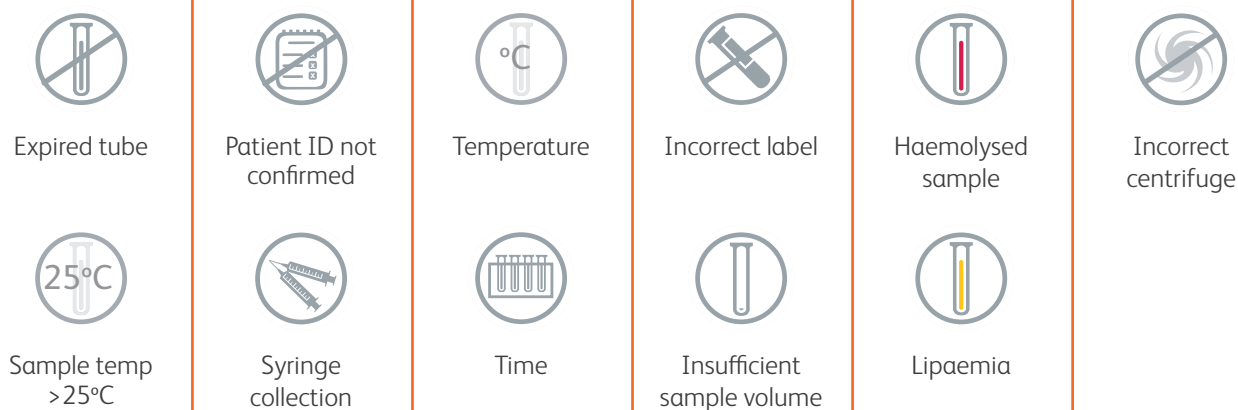 °C
Expired tube
Patient ID not
confirmed
Temperature
Incorrect label
Haemolysed
sample
Incorrect
centrifuge
25°C
Sample temp
>25°C
Syringe
collection
Time
Insufficient
sample volume
Lipaemia